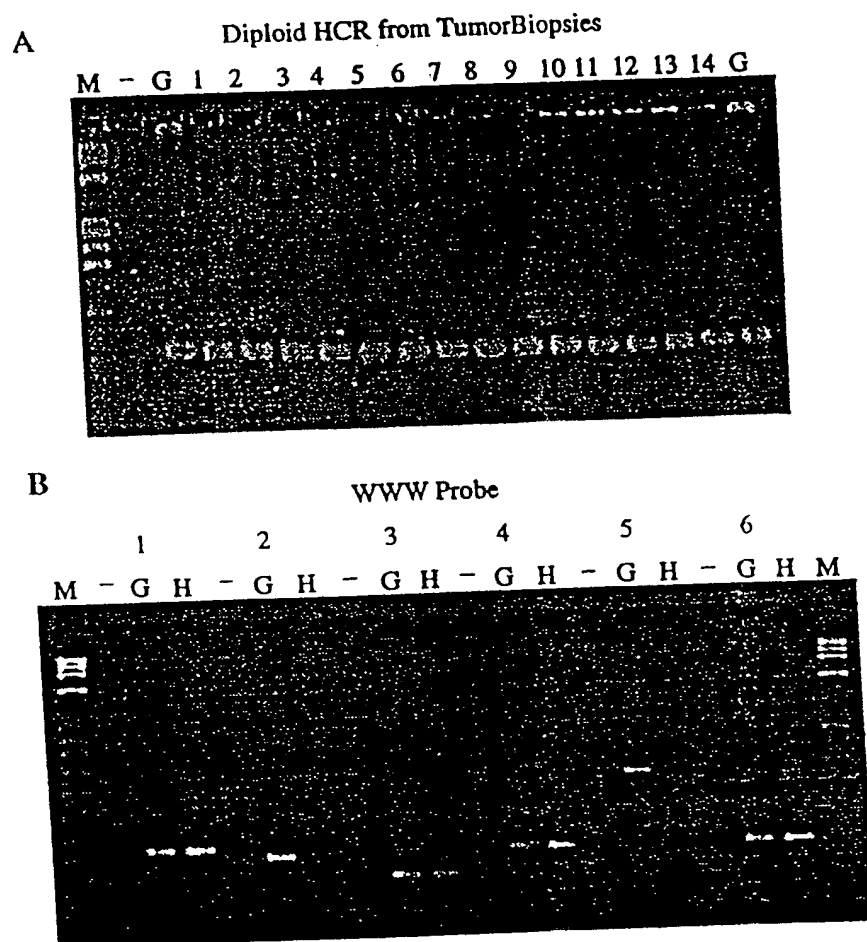 A
Diploid HCR from TumorBiopsies
M - G 1 2 3 4 5 6 7 8 9 10 11 12 13 14 G
B
WWW Probe
1 2 3 4 5 6
M - G H - G H - G H - G H - G H - G H M